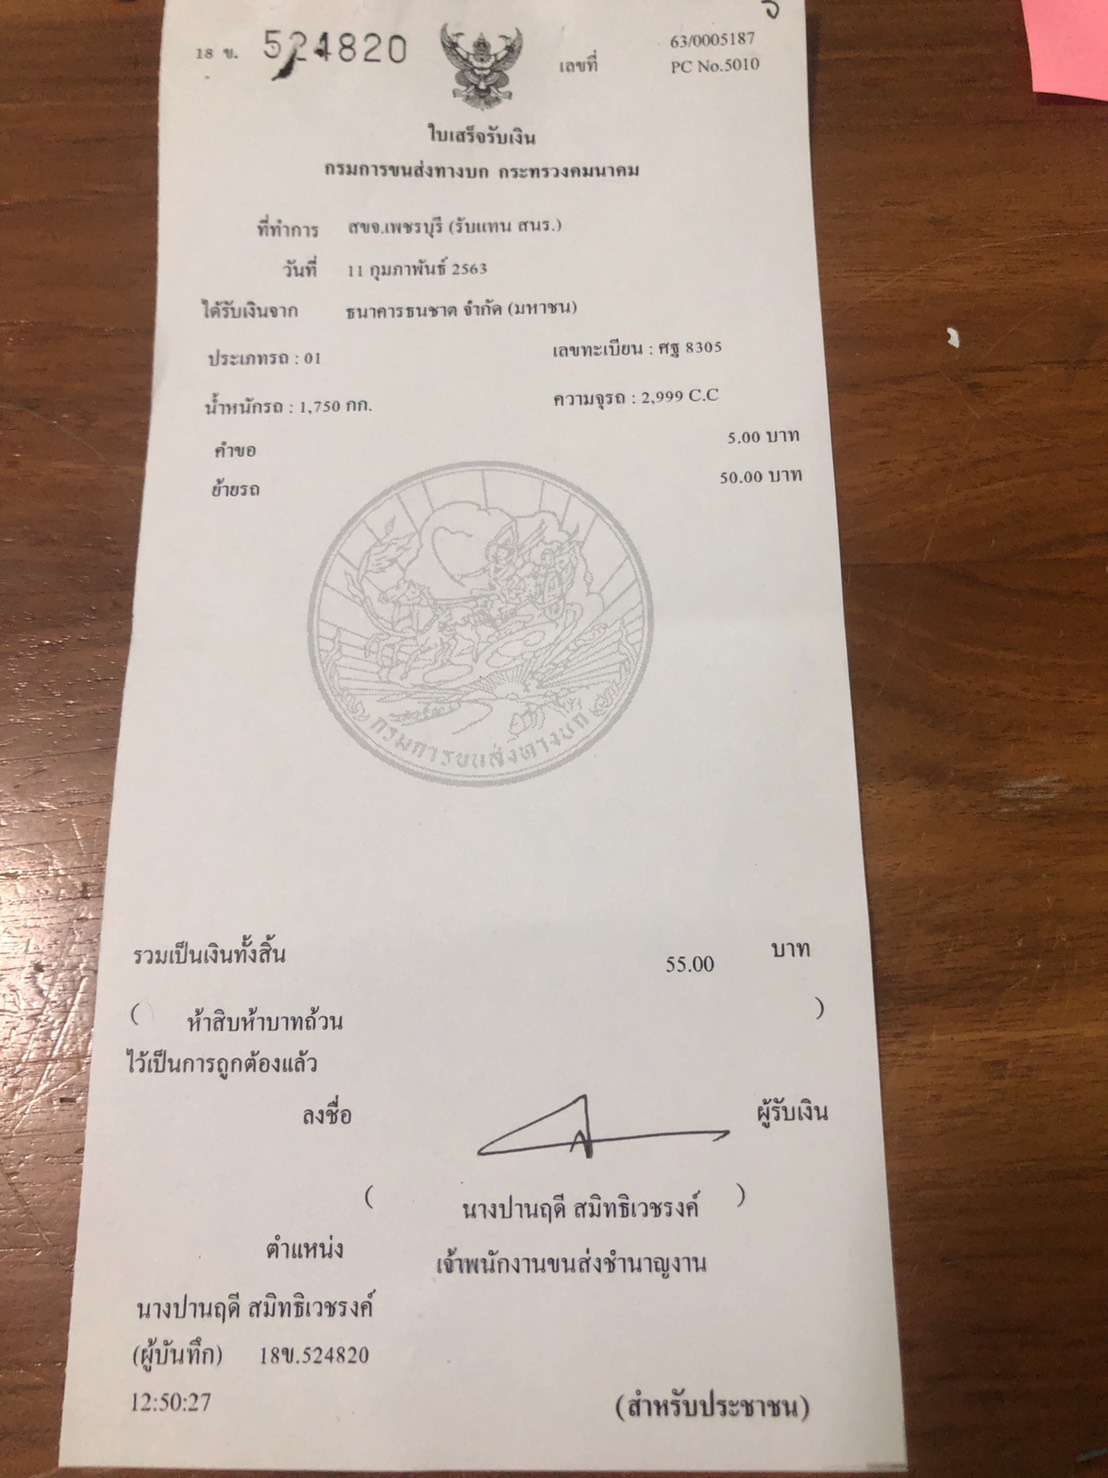 18 ข. 524820
เลขที่ 63/0005187
PC No.5010
ใบเสร็จรับเงิน
กรมการขนส่งทางบก กระทรวงคมนาคม
ที่ทำการ สขจ.เพชรบุรี (รับแทน สนร.)
วันที่ 11 กุมภาพันธ์ 2563
ได้รับเงินจาก ธนาคารธนชาต จำกัด (มหาชน)
ประเภทรถ : 01 เลขทะเบียน : ศฐ 8305
น้ำหนักรถ : 1,750 กก. ความจุรถ : 2,999 C.C
คำขอ 5.00 บาท
ย้ายรถ 50.00 บาท
กรมการขนส่งทางบก
รวมเป็นเงินทั้งสิ้น 55.00 บาท
( ห้าสิบห้าบาทถ้วน )
ไว้เป็นการถูกต้องแล้ว
ลงชื่อ ผู้รับเงิน
( นางปานฤดี สมิทธิเวชรงค์ )
ตำแหน่ง เจ้าพนักงานขนส่งชำนาญงาน
นางปานฤดี สมิทธิเวชรงค์
(ผู้บันทึก) 18ข.524820
12:50:27 (สำหรับประชาชน)